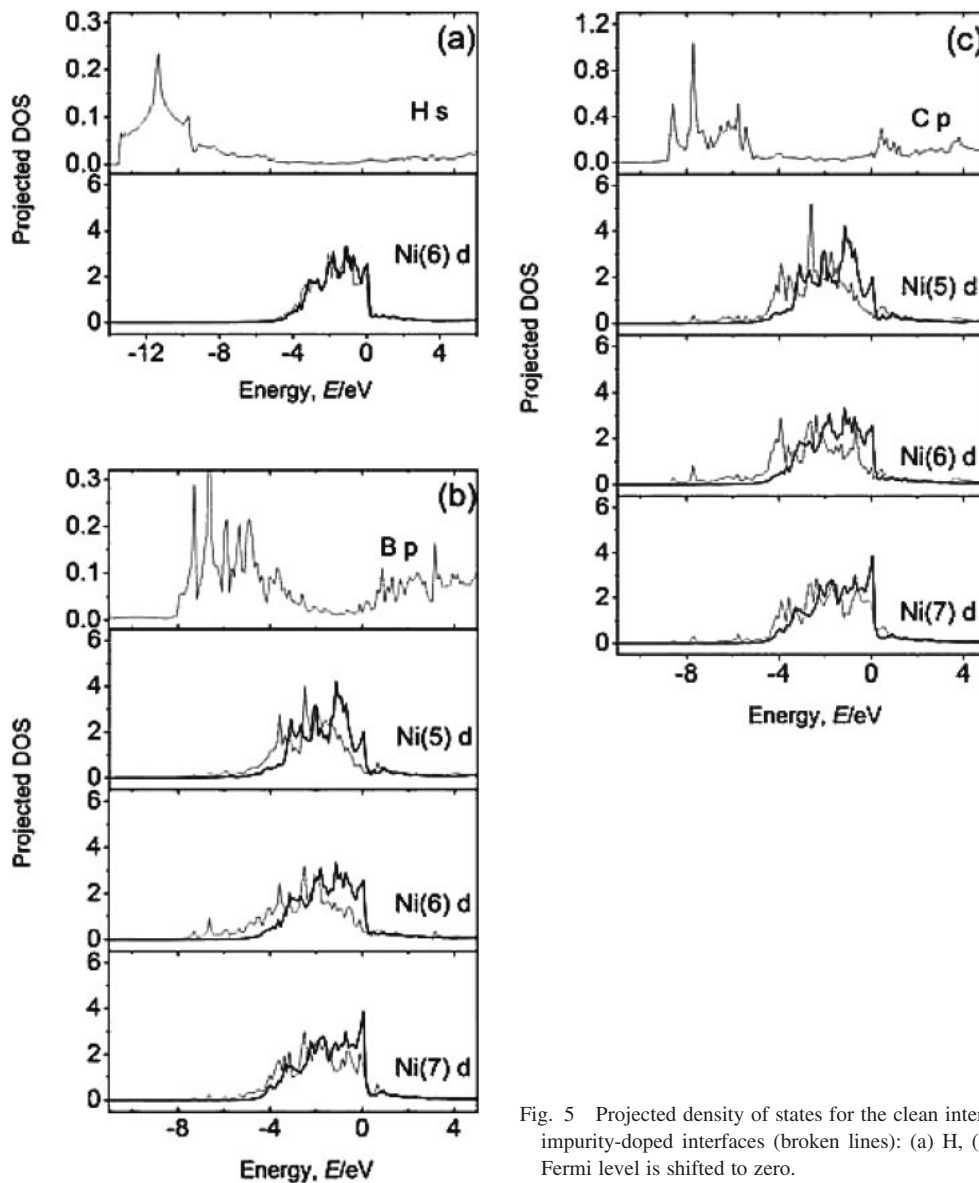 (a)
0.3
0.2
0.1
0.0
H s
Projected DOS
6
4
2
0
Ni(6) d
-12
-8
-4
0
4
Energy, E/eV
(b)
0.3
0.2
0.1
0.0
B p
6
4
2
0
Ni(5) d
6
4
2
0
Ni(6) d
6
4
2
0
Ni(7) d
Projected DOS
-8
-4
0
4
Energy, E/eV
(c)
1.2
0.8
0.4
0.0
C p
6
4
2
0
Ni(5) d
6
4
2
0
Ni(6) d
6
4
2
0
Ni(7) d
Projected DOS
-8
-4
0
4
Energy, E/eV
Fig. 5 Projected density of states for the clean inter
impurity-doped interfaces (broken lines): (a) H, (
Fermi level is shifted to zero.